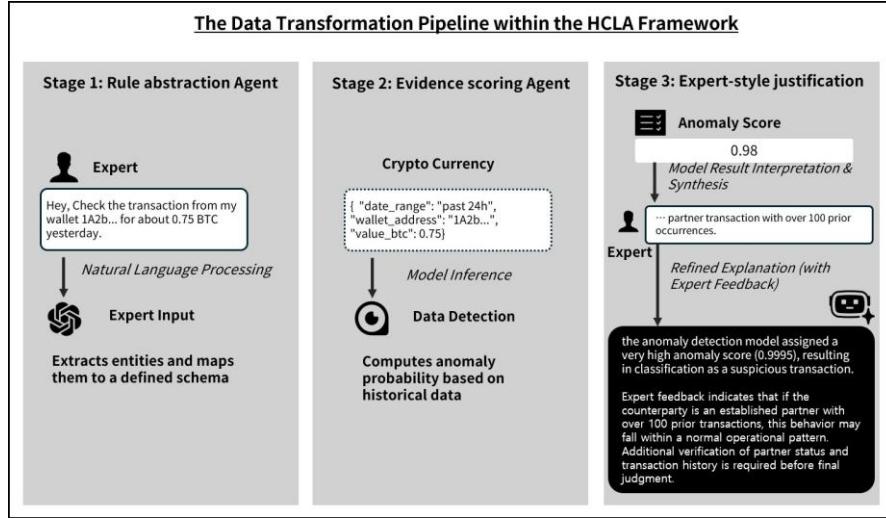 The Data Transformation Pipeline within the HCLA Framework
Stage 1: Rule abstraction Agent
Expert
Hey, Check the transaction from my
wallet 1A2b... for about 0.75 BTC
yesterday.
Natural Language Processing
Expert Input
Extracts entities and maps
them to a defined schema
Stage 2: Evidence scoring Agent
Crypto Currency
{ "date_range": "past 24h",
"wallet_address": "1A2b...",
"value_btc": 0.75}
Model Inference
Data Detection
Computes anomaly
probability based on
historical data
Stage 3: Expert-style justification
Anomaly Score
0.98
Model Result Interpretation &
Synthesis
··· partner transaction with over 100 prior
occurrences.
Expert
Refined Explanation (with
Expert Feedback)
the anomaly detection model assigned a
very high anomaly score (0.9995), resulting
in classification as a suspicious transaction.
Expert feedback indicates that if the
counterparty is an established partner with
over 100 prior transactions, this behavior may
fall within a normal operational pattern.
Additional verification of partner status and
transaction history is required before final
judgment.